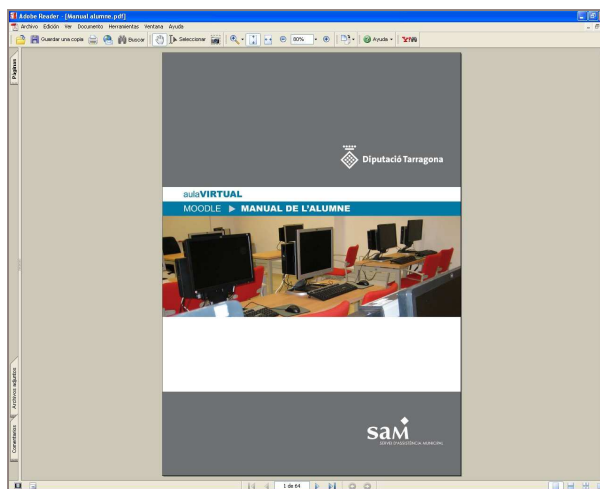 Adobe Reader - [Manual alumne.pdf]
Archivo Edición Ver Documento Herramientas Ventana Ayuda
Guardar una copia Buscar Seleccionar 80% Ayuda
Páginas
Diputació Tarragona
aulaVIRTUAL
MOODLE ▶ MANUAL DE L'ALUMNE
Archivos adjuntos
Comentarios
saM
SERVEI D'ASSISTÈNCIA MUNICIPAL
1 de 64